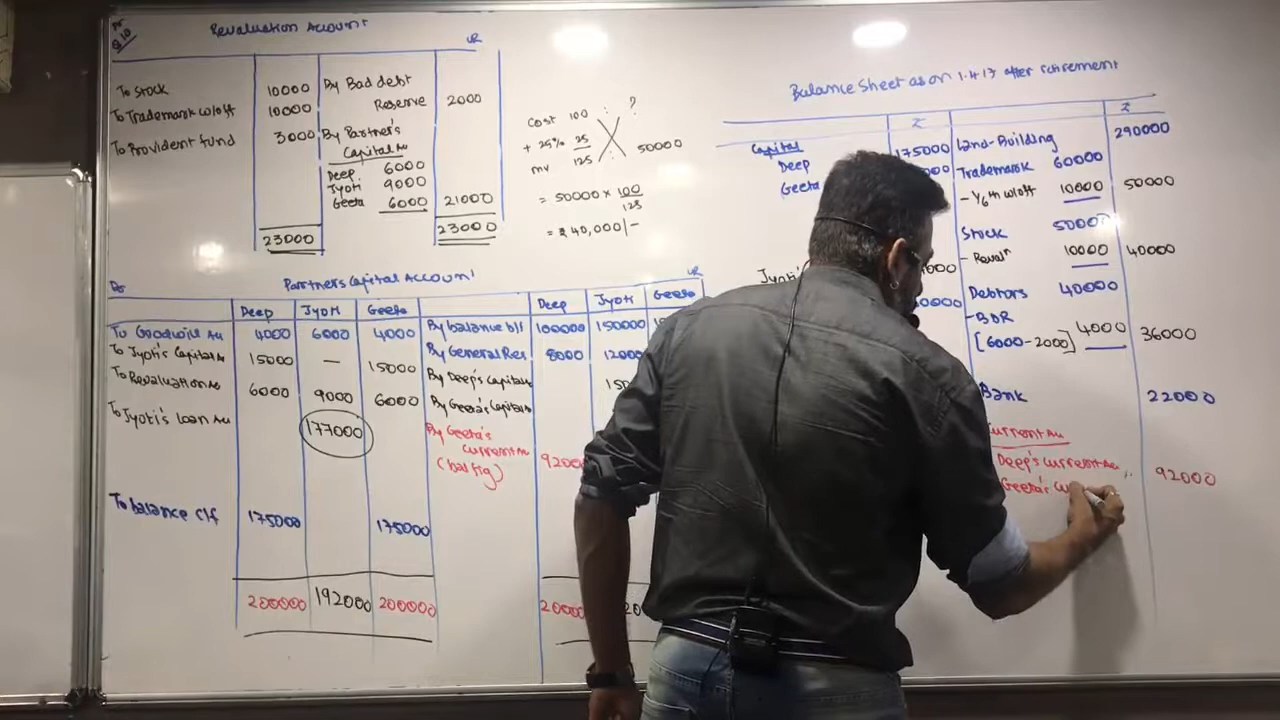 Pr
Q.10
Revaluation Account
CR
To Stock 10000 By Bad debt
To Trademark w/off 10000 Reserve 2000
To Provident fund 3000 By Partner's
Capital A/c
Deep 6000
Jyoti 9000
Geeta 6000 21000
23000 23000
Cost 100 : ?
+ 25% 25
mv 125 : 50000
= 50000 × 100
125
= ₹ 40,000/-
Dr Partners Capital Account CR
Deep Jyoti Geeta Deep Jyoti Geeta
To Goodwill A/c 4000 6000 4000 By balance b/f 100000 150000
To Jyoti's Capital A/c 15000 — 15000 By General Res 8000 12000
To Revaluation A/c 6000 9000 6000 By Deep's Capital A/c
To Jyoti's Loan A/c 177000 By Geeta's Capital A/c
By Geeta's
Current A/c
(bal fig) 92000
To balance c/f 175000 175000
200000 192000 200000
Balance Sheet as on 1.4.17 after retirement
₹ ₹
Capital Land-Building 290000
Deep 175000 Trademark 60000
Geeta - 1/6th w/off 10000 50000
Stock 50000
- Revaln 10000 40000
Jyoti's
Debtors 40000
- BDR
[6000-2000] 4000 36000
Bank 22000
Current A/c
Deep's Current A/c 92000
Geeta's Cu